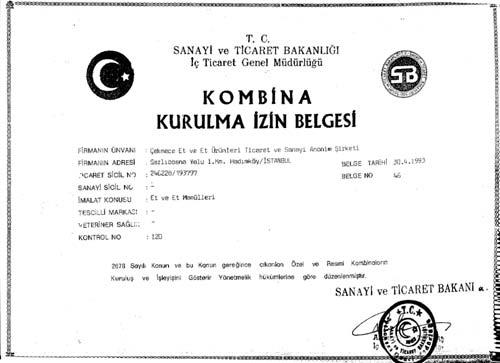 T. C.
SANAYİ ve TİCARET BAKANLIĞI
İç Ticaret Genel Müdürlüğü
SB
KOMBİNA
KURULMA İZİN BELGESİ
FİRMANIN ÜNVANI : Çekmece Et ve Et Ürünleri Ticaret ve Sanayi Anonim Şirketi
FİRMANIN ADRESİ : Sazlıbosna Yolu 1.Km. Hadımköy/İSTANBUL BELGE TARİHİ 30.4.1993
TİCARET SİCİL NO : 246220/193777 BELGE NO 46
SANAYİ SİCİL NO : -
İMALAT KONUSU : Et ve Et Mamülleri
TESCİLLİ MARKASI : -
VETERİNER SAĞLIK : -
KONTROL NO : 120
2678 Sayılı Kanun ve bu Kanun gereğince çıkarılan Özel ve Resmi Kombinaların
Kuruluş ve İşleyişini Gösterir Yönetmelik hükümlerine göre düzenlenmiştir.
SANAYİ ve TİCARET BAKANI a.
T.C.